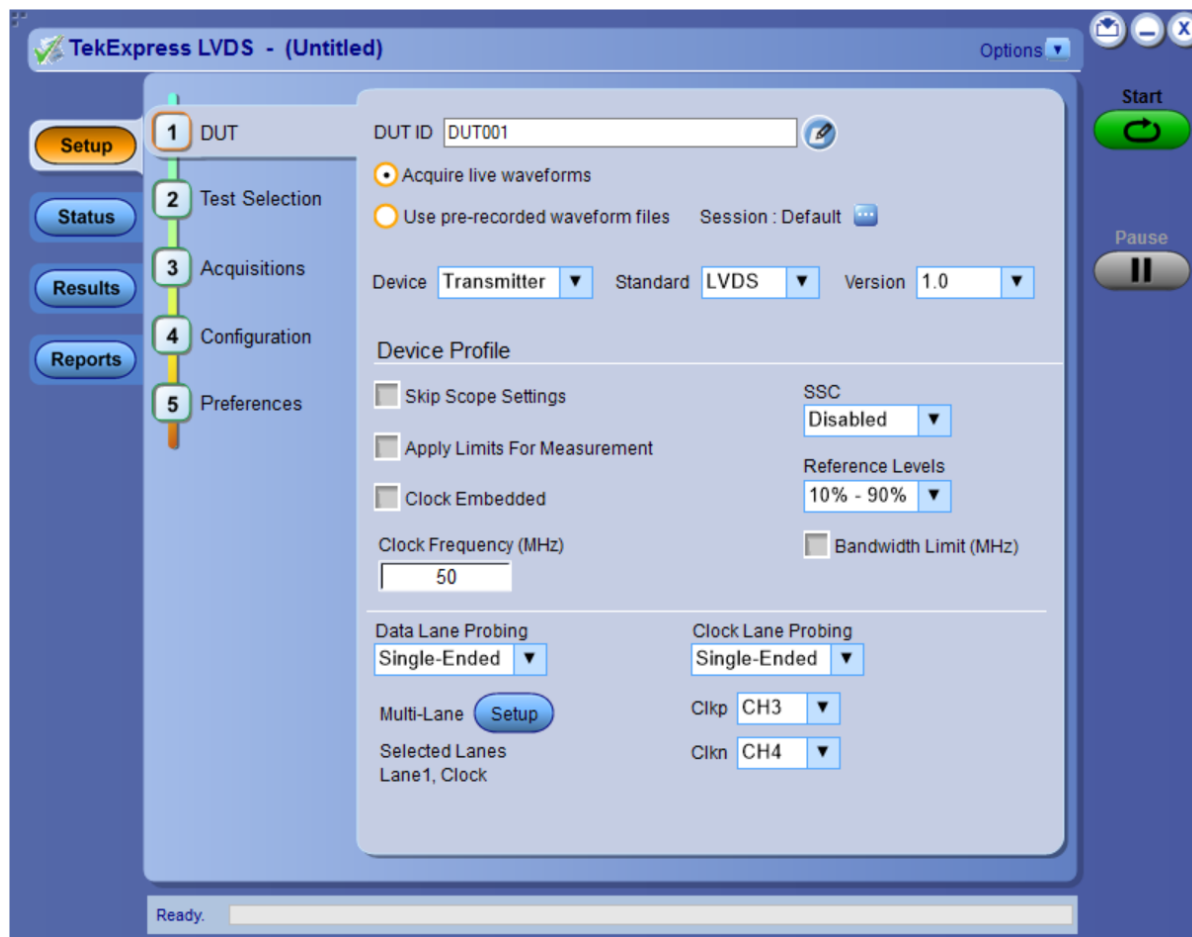 TekExpress LVDS - (Untitled)
Options
X
Start
Pause
Setup
Status
Results
Reports
1 DUT
2 Test Selection
3 Acquisitions
4 Configuration
5 Preferences
DUT ID DUT001
Acquire live waveforms
Use pre-recorded waveform files Session : Default
Device Transmitter Standard LVDS Version 1.0
Device Profile
Skip Scope Settings
Apply Limits For Measurement
Clock Embedded
Clock Frequency (MHz)
50
SSC
Disabled
Reference Levels
10% - 90%
Bandwidth Limit (MHz)
Data Lane Probing
Single-Ended
Multi-Lane Setup
Selected Lanes
Lane1, Clock
Clock Lane Probing
Single-Ended
Clkp CH3
Clkn CH4
Ready.